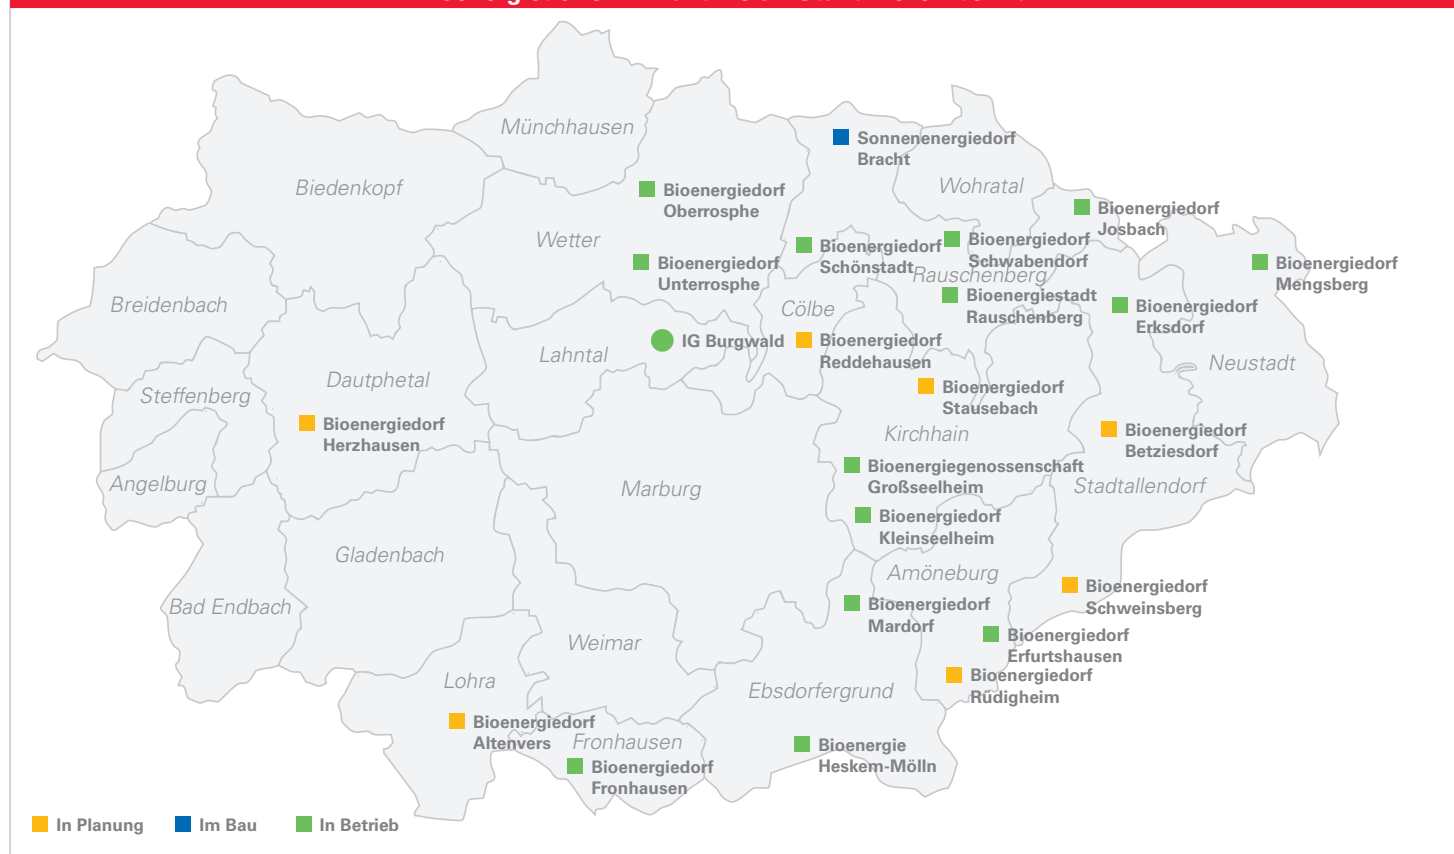 Münchhausen
Sonnenenergiedorf
Bracht
Biedenkopf
Wohratal
Bioenergiedorf
Oberrosphe
Bioenergiedorf
Josbach
Wetter
Bioenergiedorf
Schönstadt
Bioenergiedorf
Schwabendorf
Rauschenberg
Bioenergiedorf
Unterrosphe
Bioenergiedorf
Mengsberg
Breidenbach
Cölbe
Bioenergiestadt
Rauschenberg
Bioenergiedorf
Erksdorf
Lahntal
IG Burgwald
Bioenergiedorf
Reddehausen
Neustadt
Dautphetal
Steffenberg
Bioenergiedorf
Stausebach
Bioenergiedorf
Herzhausen
Kirchhain
Bioenergiedorf
Betziesdorf
Angelburg
Marburg
Bioenergiegenossenschaft
Großseelheim
Stadtallendorf
Bioenergiedorf
Kleinseelheim
Gladenbach
Amöneburg
Bad Endbach
Bioenergiedorf
Mardorf
Bioenergiedorf
Schweinsberg
Weimar
Bioenergiedorf
Erfurtshausen
Lohra
Ebsdorfergrund
Bioenergiedorf
Rüdigheim
Bioenergiedorf
Altenvers
Fronhausen
Bioenergiedorf
Fronhausen
Bioenergie
Heskem-Mölln
In Planung
Im Bau
In Betrieb